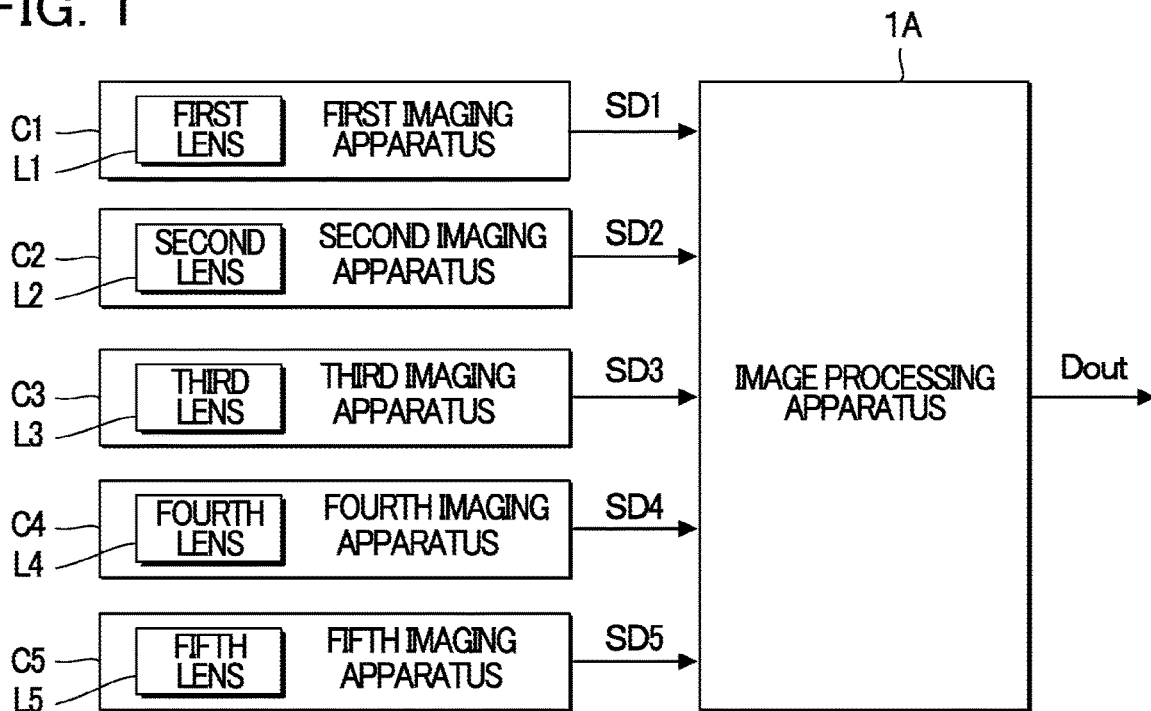 FIG. 1
1A
C1
L1
FIRST
LENS
FIRST IMAGING
APPARATUS
SD1
C2
L2
SECOND
LENS
SECOND IMAGING
APPARATUS
SD2
C3
L3
THIRD
LENS
THIRD IMAGING
APPARATUS
SD3
IMAGE PROCESSING
APPARATUS
Dout
C4
L4
FOURTH
LENS
FOURTH IMAGING
APPARATUS
SD4
C5
L5
FIFTH
LENS
FIFTH IMAGING
APPARATUS
SD5